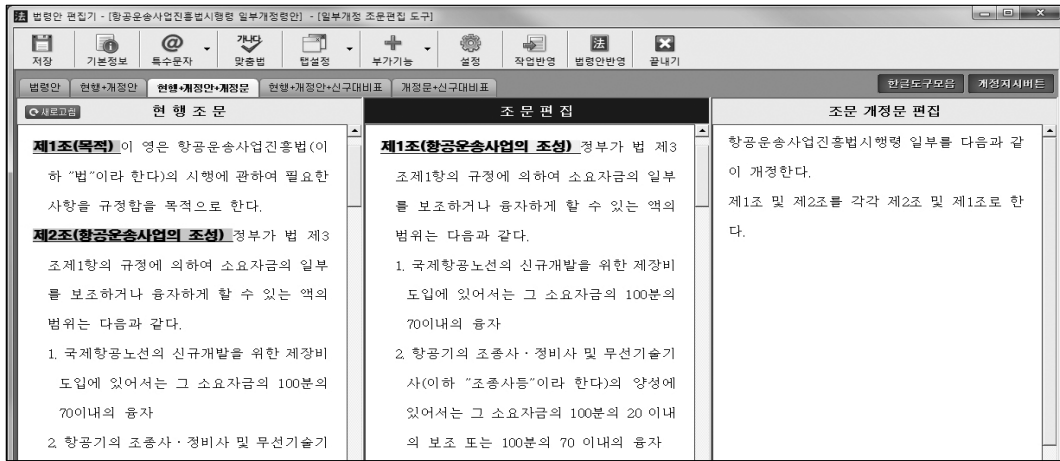 법령안 편집기 - [항공운송사업진흥법시행령 일부개정령안] - [일부개정 조문편집 도구]
저장 기본정보 특수문자 맞춤법 탭설정 부가기능 설정 작업반영 법령안반영 끝내기
법령안 현행+개정안 현행+개정안+개정문 현행+개정안+신구대비표 개정문+신구대비표 한글도구모음 개정지시버튼
새로고침 현 행 조 문
제1조(목적) 이 영은 항공운송사업진흥법(이
하 "법"이라 한다)의 시행에 관하여 필요한
사항을 규정함을 목적으로 한다.
제2조(항공운송사업의 조성) 정부가 법 제3
조제1항의 규정에 의하여 소요자금의 일부
를 보조하거나 융자하게 할 수 있는 액의
범위는 다음과 같다.
1. 국제항공노선의 신규개발을 위한 제장비
도입에 있어서는 그 소요자금의 100분의
70이내의 융자
2. 항공기의 조종사·정비사 및 무선기술기
조 문 편 집
제1조(항공운송사업의 조성) 정부가 법 제3
조제1항의 규정에 의하여 소요자금의 일부
를 보조하거나 융자하게 할 수 있는 액의
범위는 다음과 같다.
1. 국제항공노선의 신규개발을 위한 제장비
도입에 있어서는 그 소요자금의 100분의
70이내의 융자
2. 항공기의 조종사·정비사 및 무선기술기
사(이하 "조종사등"이라 한다)의 양성에
있어서는 그 소요자금의 100분의 20 이내
의 보조 또는 100분의 70 이내의 융자
조문 개정문 편집
항공운송사업진흥법시행령 일부를 다음과 같
이 개정한다.
제1조 및 제2조를 각각 제2조 및 제1조로 한
다.